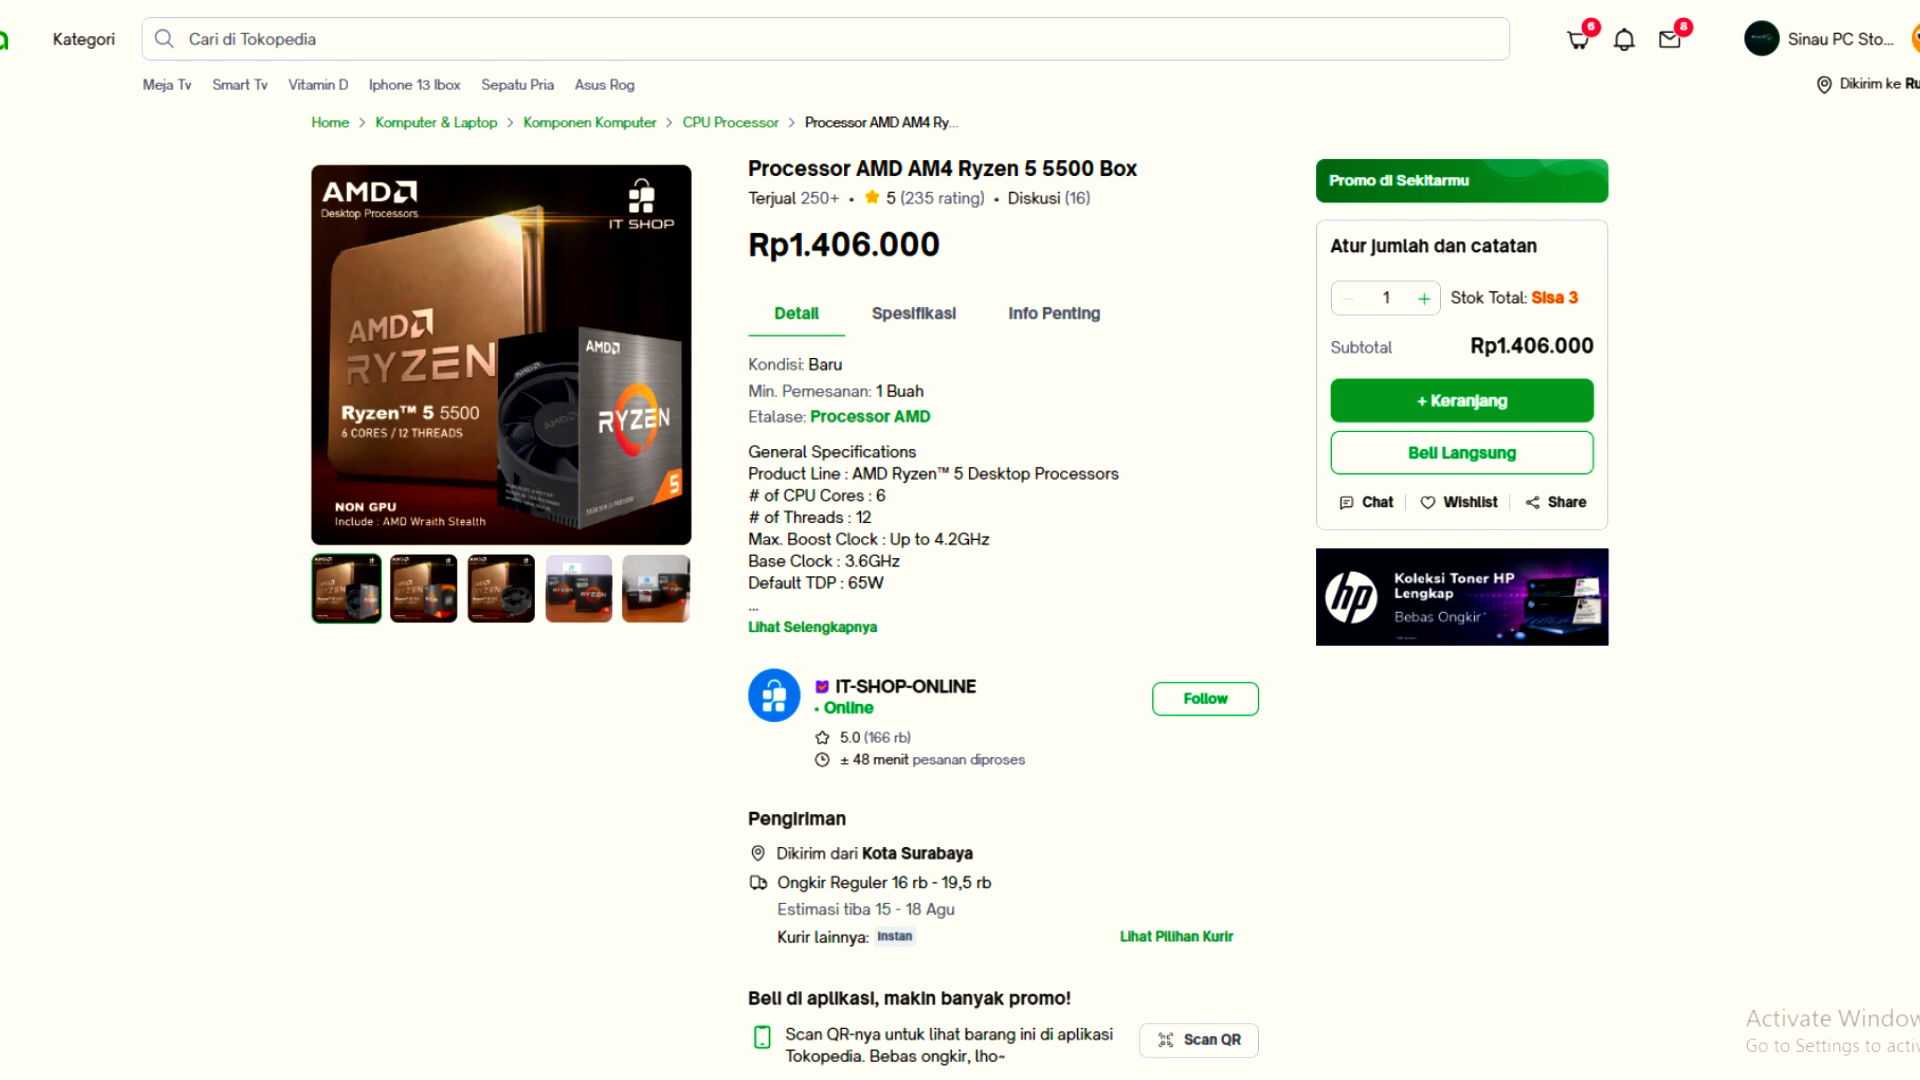 Kategori
Cari di Tokopedia
6
8
Sinau PC Sto...
Meja Tv Smart Tv Vitamin D Iphone 13 Ibox Sepatu Pria Asus Rog
Dikirim ke Ru
Home > Komputer & Laptop > Komponen Komputer > CPU Processor > Processor AMD AM4 Ry...
AMD
Desktop Processors
IT SHOP
AMD
RYZEN
Ryzen™ 5 5500
6 CORES / 12 THREADS
AMD
RYZEN
5
NON GPU
Include : AMD Wraith Stealth
Processor AMD AM4 Ryzen 5 5500 Box
Terjual 250+ • 5 (235 rating) • Diskusi (16)
Rp1.406.000
Detail Spesifikasi Info Penting
Kondisi: Baru
Min. Pemesanan: 1 Buah
Etalase: Processor AMD
General Specifications
Product Line : AMD Ryzen™ 5 Desktop Processors
# of CPU Cores : 6
# of Threads : 12
Max. Boost Clock : Up to 4.2GHz
Base Clock : 3.6GHz
Default TDP : 65W
...
Lihat Selengkapnya
IT-SHOP-ONLINE
• Online
Follow
5.0 (166 rb)
± 48 menit pesanan diproses
Pengiriman
Dikirim dari Kota Surabaya
Ongkir Reguler 16 rb - 19,5 rb
Estimasi tiba 15 - 18 Agu
Kurir lainnya: Instan
Lihat Pilihan Kurir
Beli di aplikasi, makin banyak promo!
Scan QR-nya untuk lihat barang ini di aplikasi
Tokopedia. Bebas ongkir, lho~
Scan QR
Promo di Sekitarmu
Atur jumlah dan catatan
1 + Stok Total: Sisa 3
Subtotal Rp1.406.000
+ Keranjang
Beli Langsung
Chat Wishlist Share
hp
Koleksi Toner HP
Lengkap
Bebas Ongkir*
Activate Window
Go to Settings to activ